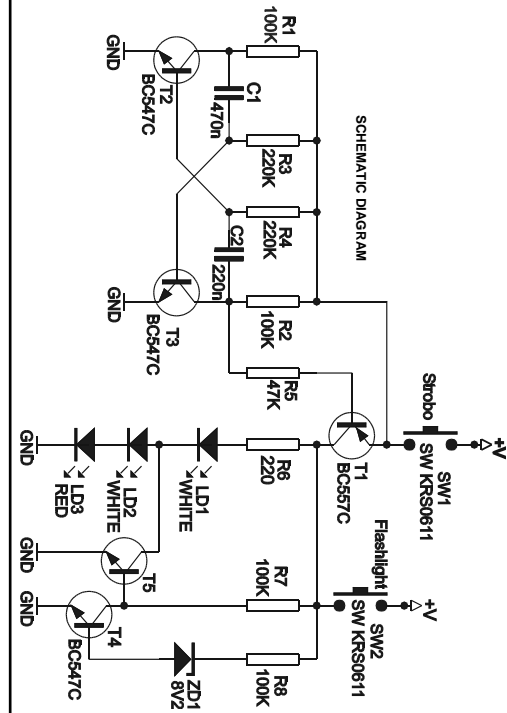 SCHEMATIC DIAGRAM
R1
100K
C1
470n
R3
220K
R4
220K
C2
220n
R2
100K
R5
47K
T2
BC547C
GND
T3
BC547C
GND
+V
SW1
SW KRS0611
Strobo
T1
BC557C
+V
SW2
SW KRS0611
Flashlight
R6
220
LD1
WHITE
LD2
WHITE
LD3
RED
GND
R7
100K
T5
GND
R8
100K
ZD1
8V2
T4
BC547C
GND